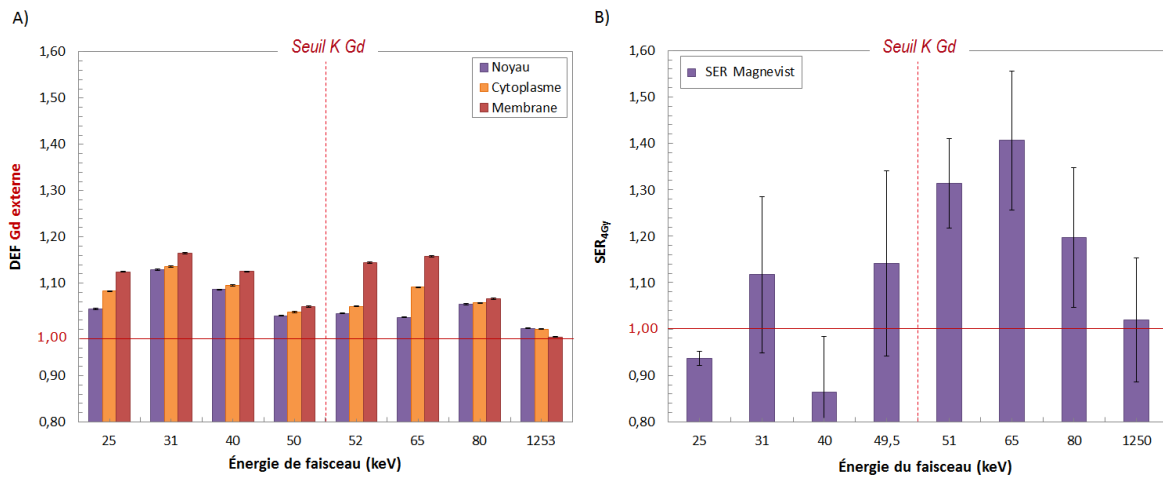 A)
Seuil K Gd
1,60
1,50
1,40
1,30
1,20
1,10
1,00
0,90
0,80
DEF Gd externe
Noyau
Cytoplasme
Membrane
25 31 40 50 52 65 80 1253
Énergie de faisceau (keV)
B)
Seuil K Gd
1,60
1,50
1,40
1,30
1,20
1,10
1,00
0,90
0,80
SER4Gy
SER Magnevist
25 31 40 49,5 51 65 80 1250
Énergie du faisceau (keV)